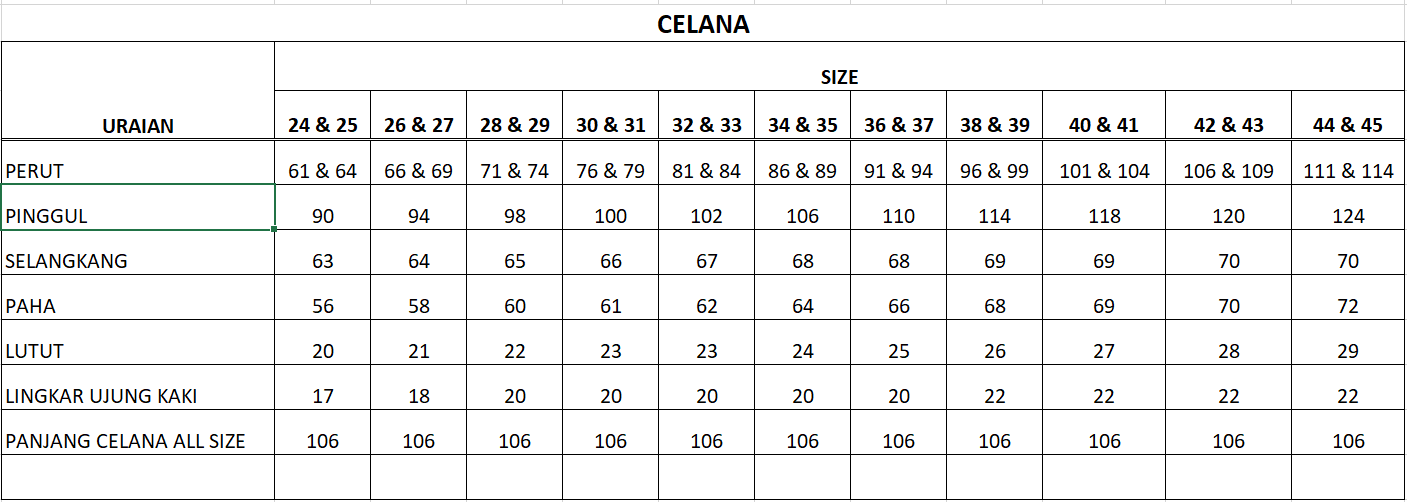 CELANA
SIZE
URAIAN 24 & 25 26 & 27 28 & 29 30 & 31 32 & 33 34 & 35 36 & 37 38 & 39 40 & 41 42 & 43 44 & 45
PERUT 61 & 64 66 & 69 71 & 74 76 & 79 81 & 84 86 & 89 91 & 94 96 & 99 101 & 104 106 & 109 111 & 114
PINGGUL 90 94 98 100 102 106 110 114 118 120 124
SELANGKANG 63 64 65 66 67 68 68 69 69 70 70
PAHA 56 58 60 61 62 64 66 68 69 70 72
LUTUT 20 21 22 23 23 24 25 26 27 28 29
LINGKAR UJUNG KAKI 17 18 20 20 20 20 20 22 22 22 22
PANJANG CELANA ALL SIZE 106 106 106 106 106 106 106 106 106 106 106